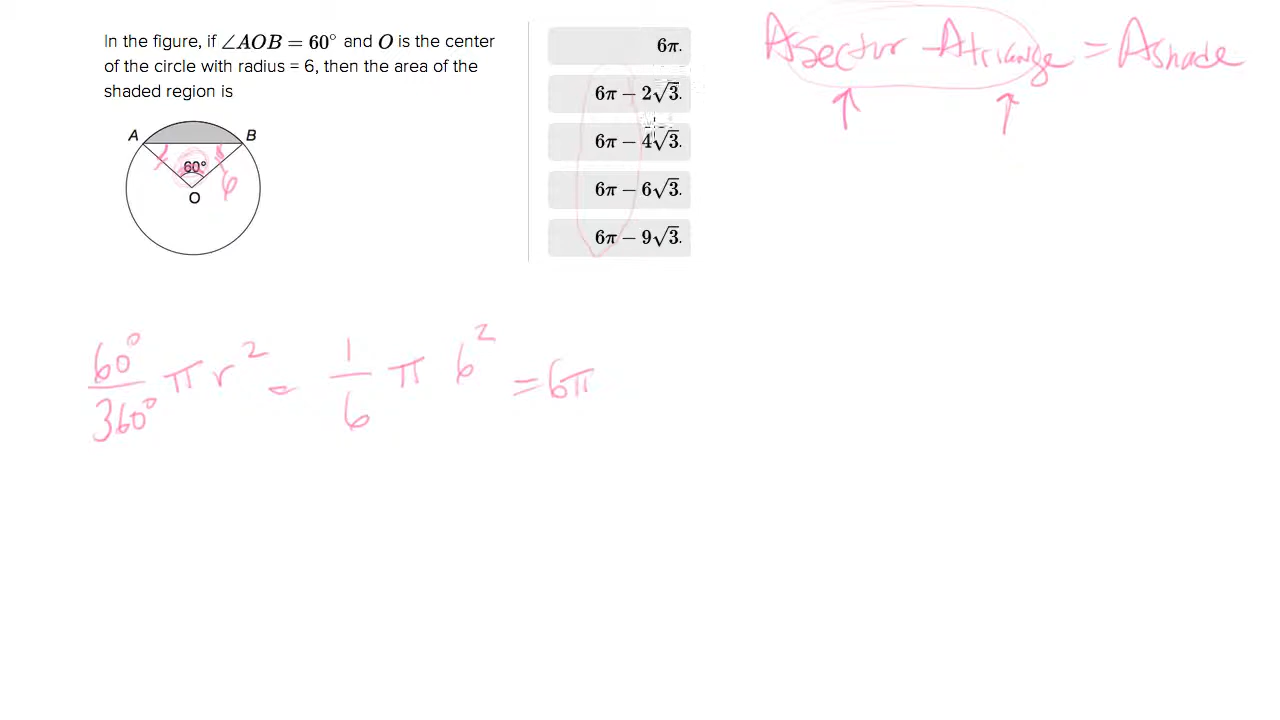 In the figure, if ∠AOB = 60° and O is the center
of the circle with radius = 6, then the area of the
shaded region is
A
B
60°
6
O
6π.
6π − 2√3.
6π − 4√3.
6π − 6√3.
6π − 9√3.
Asector - Atriange = Ashade
60°/360° πr² = 1/6 π 6² = 6π